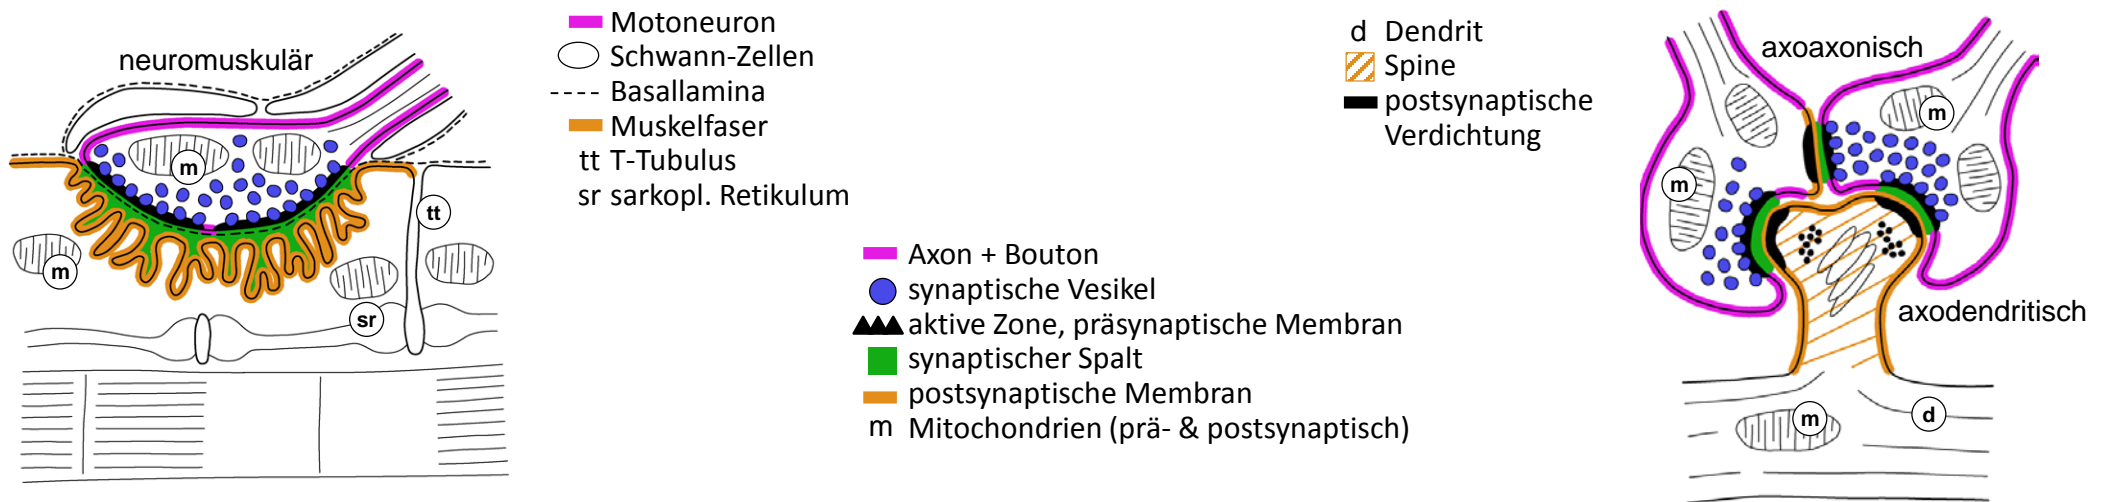 neuromuskulär
m
m
tt
sr
Motoneuron
Schwann-Zellen
Basallamina
Muskelfaser
tt T-Tubulus
sr sarkopl. Retikulum
Axon + Bouton
synaptische Vesikel
aktive Zone, präsynaptische Membran
synaptischer Spalt
postsynaptische Membran
m Mitochondrien (prä- & postsynaptisch)
d Dendrit
Spine
postsynaptische
Verdichtung
axoaxonisch
m
m
axodendritisch
m
d